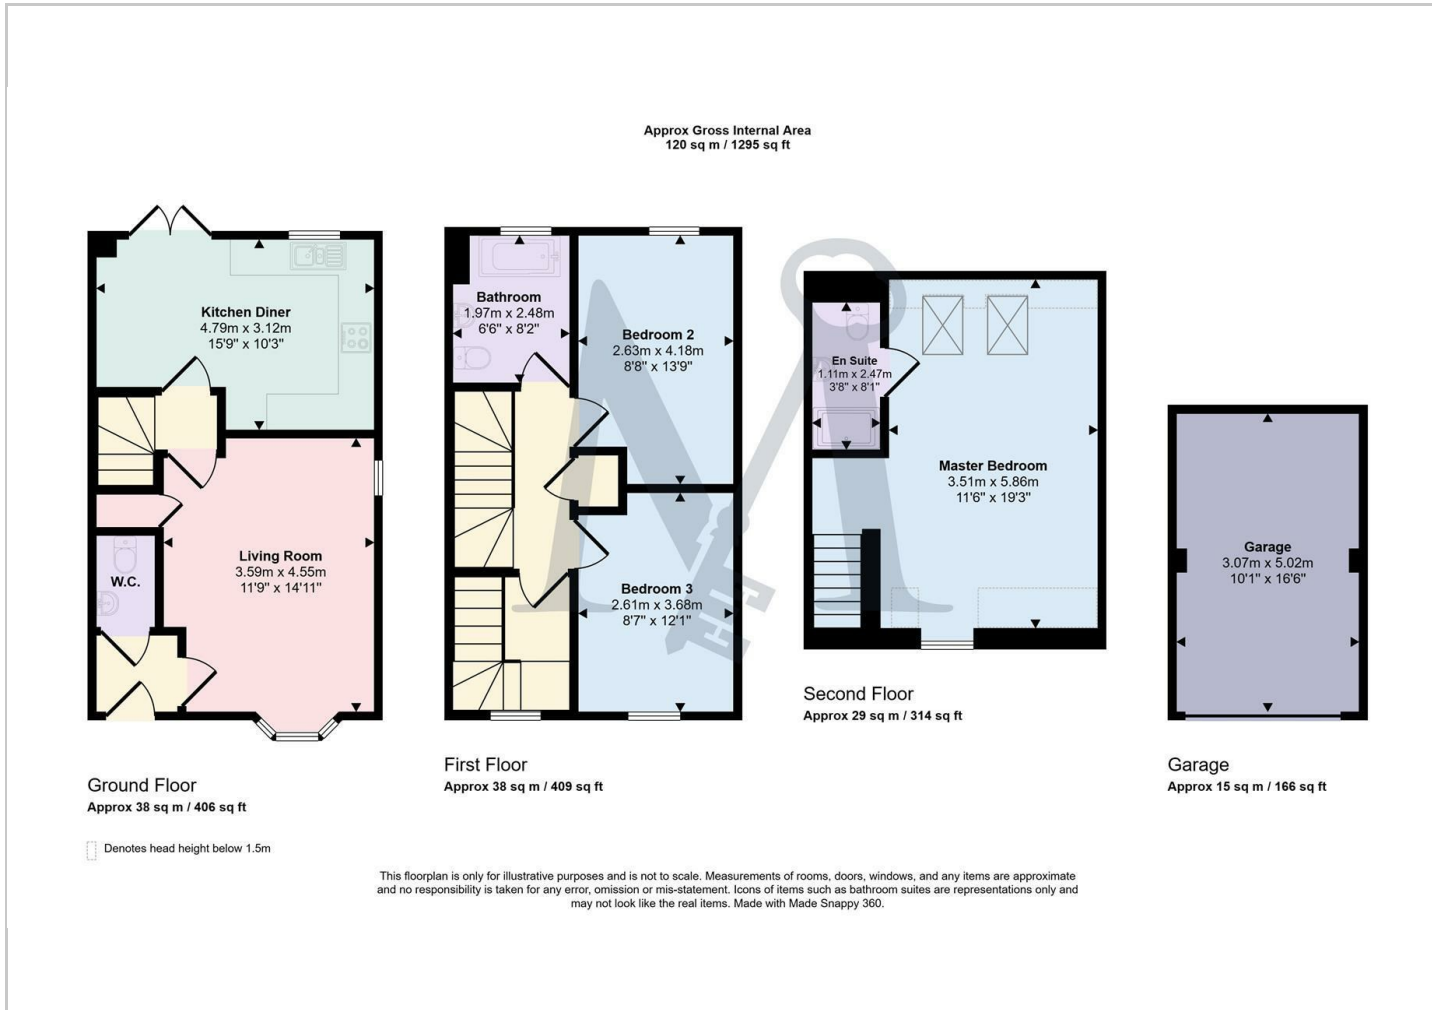 Approx Gross Internal Area
120 sq m / 1295 sq ft
Kitchen Diner
4.79m x 3.12m
15'9" x 10'3"
Living Room
3.59m x 4.55m
11'9" x 14'11"
W.C.
Ground Floor
Approx 38 sq m / 406 sq ft
Bathroom
1.97m x 2.48m
6'6" x 8'2"
Bedroom 2
2.63m x 4.18m
8'8" x 13'9"
Bedroom 3
2.61m x 3.68m
8'7" x 12'1"
First Floor
Approx 38 sq m / 409 sq ft
En Suite
1.11m x 2.47m
3'8" x 8'1"
Master Bedroom
3.51m x 5.86m
11'6" x 19'3"
Second Floor
Approx 29 sq m / 314 sq ft
Garage
3.07m x 5.02m
10'1" x 16'6"
Garage
Approx 15 sq m / 166 sq ft
Denotes head height below 1.5m
This floorplan is only for illustrative purposes and is not to scale. Measurements of rooms, doors, windows, and any items are approximate
and no responsibility is taken for any error, omission or mis-statement. Icons of items such as bathroom suites are representations only and
may not look like the real items. Made with Made Snappy 360.
M